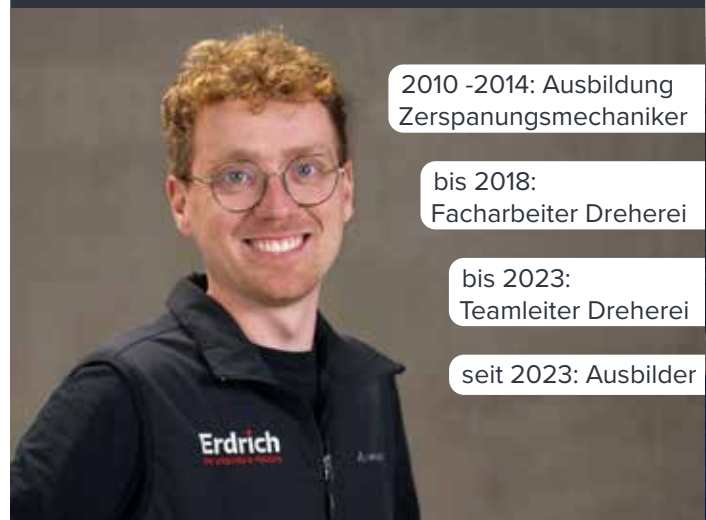 2010 -2014: Ausbildung
Zerspanungsmechaniker
bis 2018:
Facharbeiter Dreherei
bis 2023:
Teamleiter Dreherei
seit 2023: Ausbilder
Erdrich